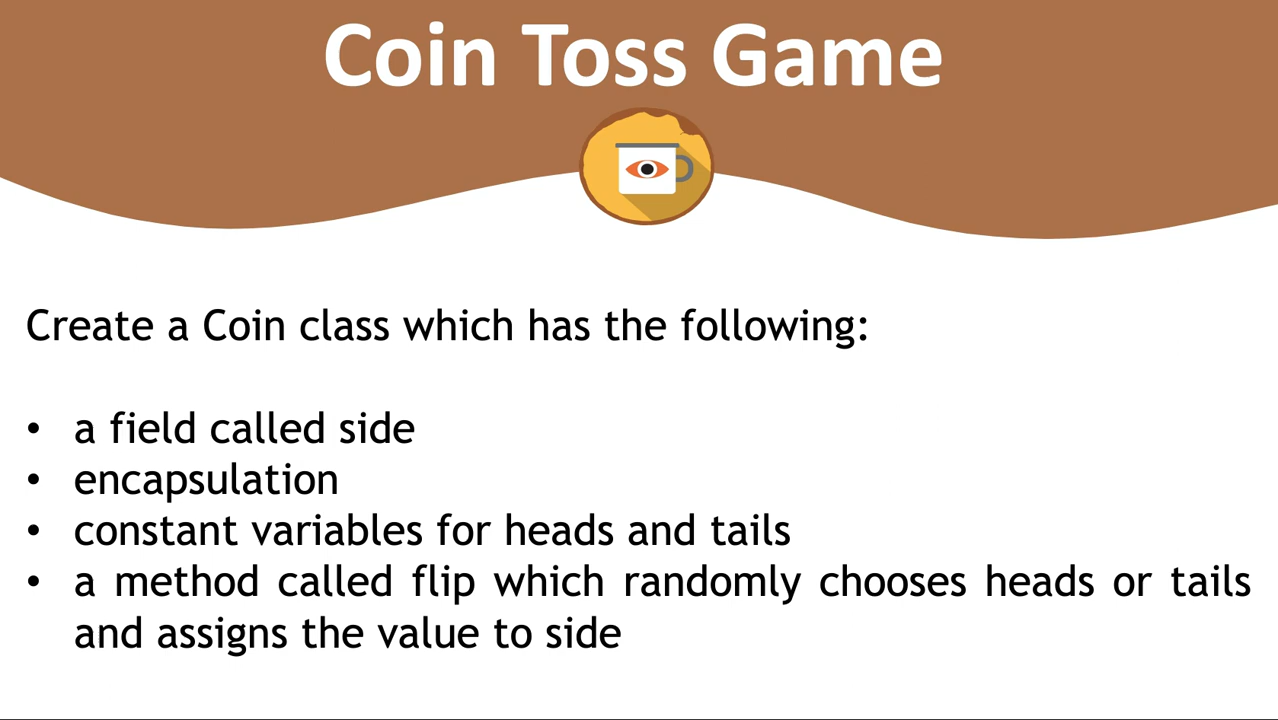 Coin Toss Game
Create a Coin class which has the following:
• a field called side
• encapsulation
• constant variables for heads and tails
• a method called flip which randomly chooses heads or tails
and assigns the value to side